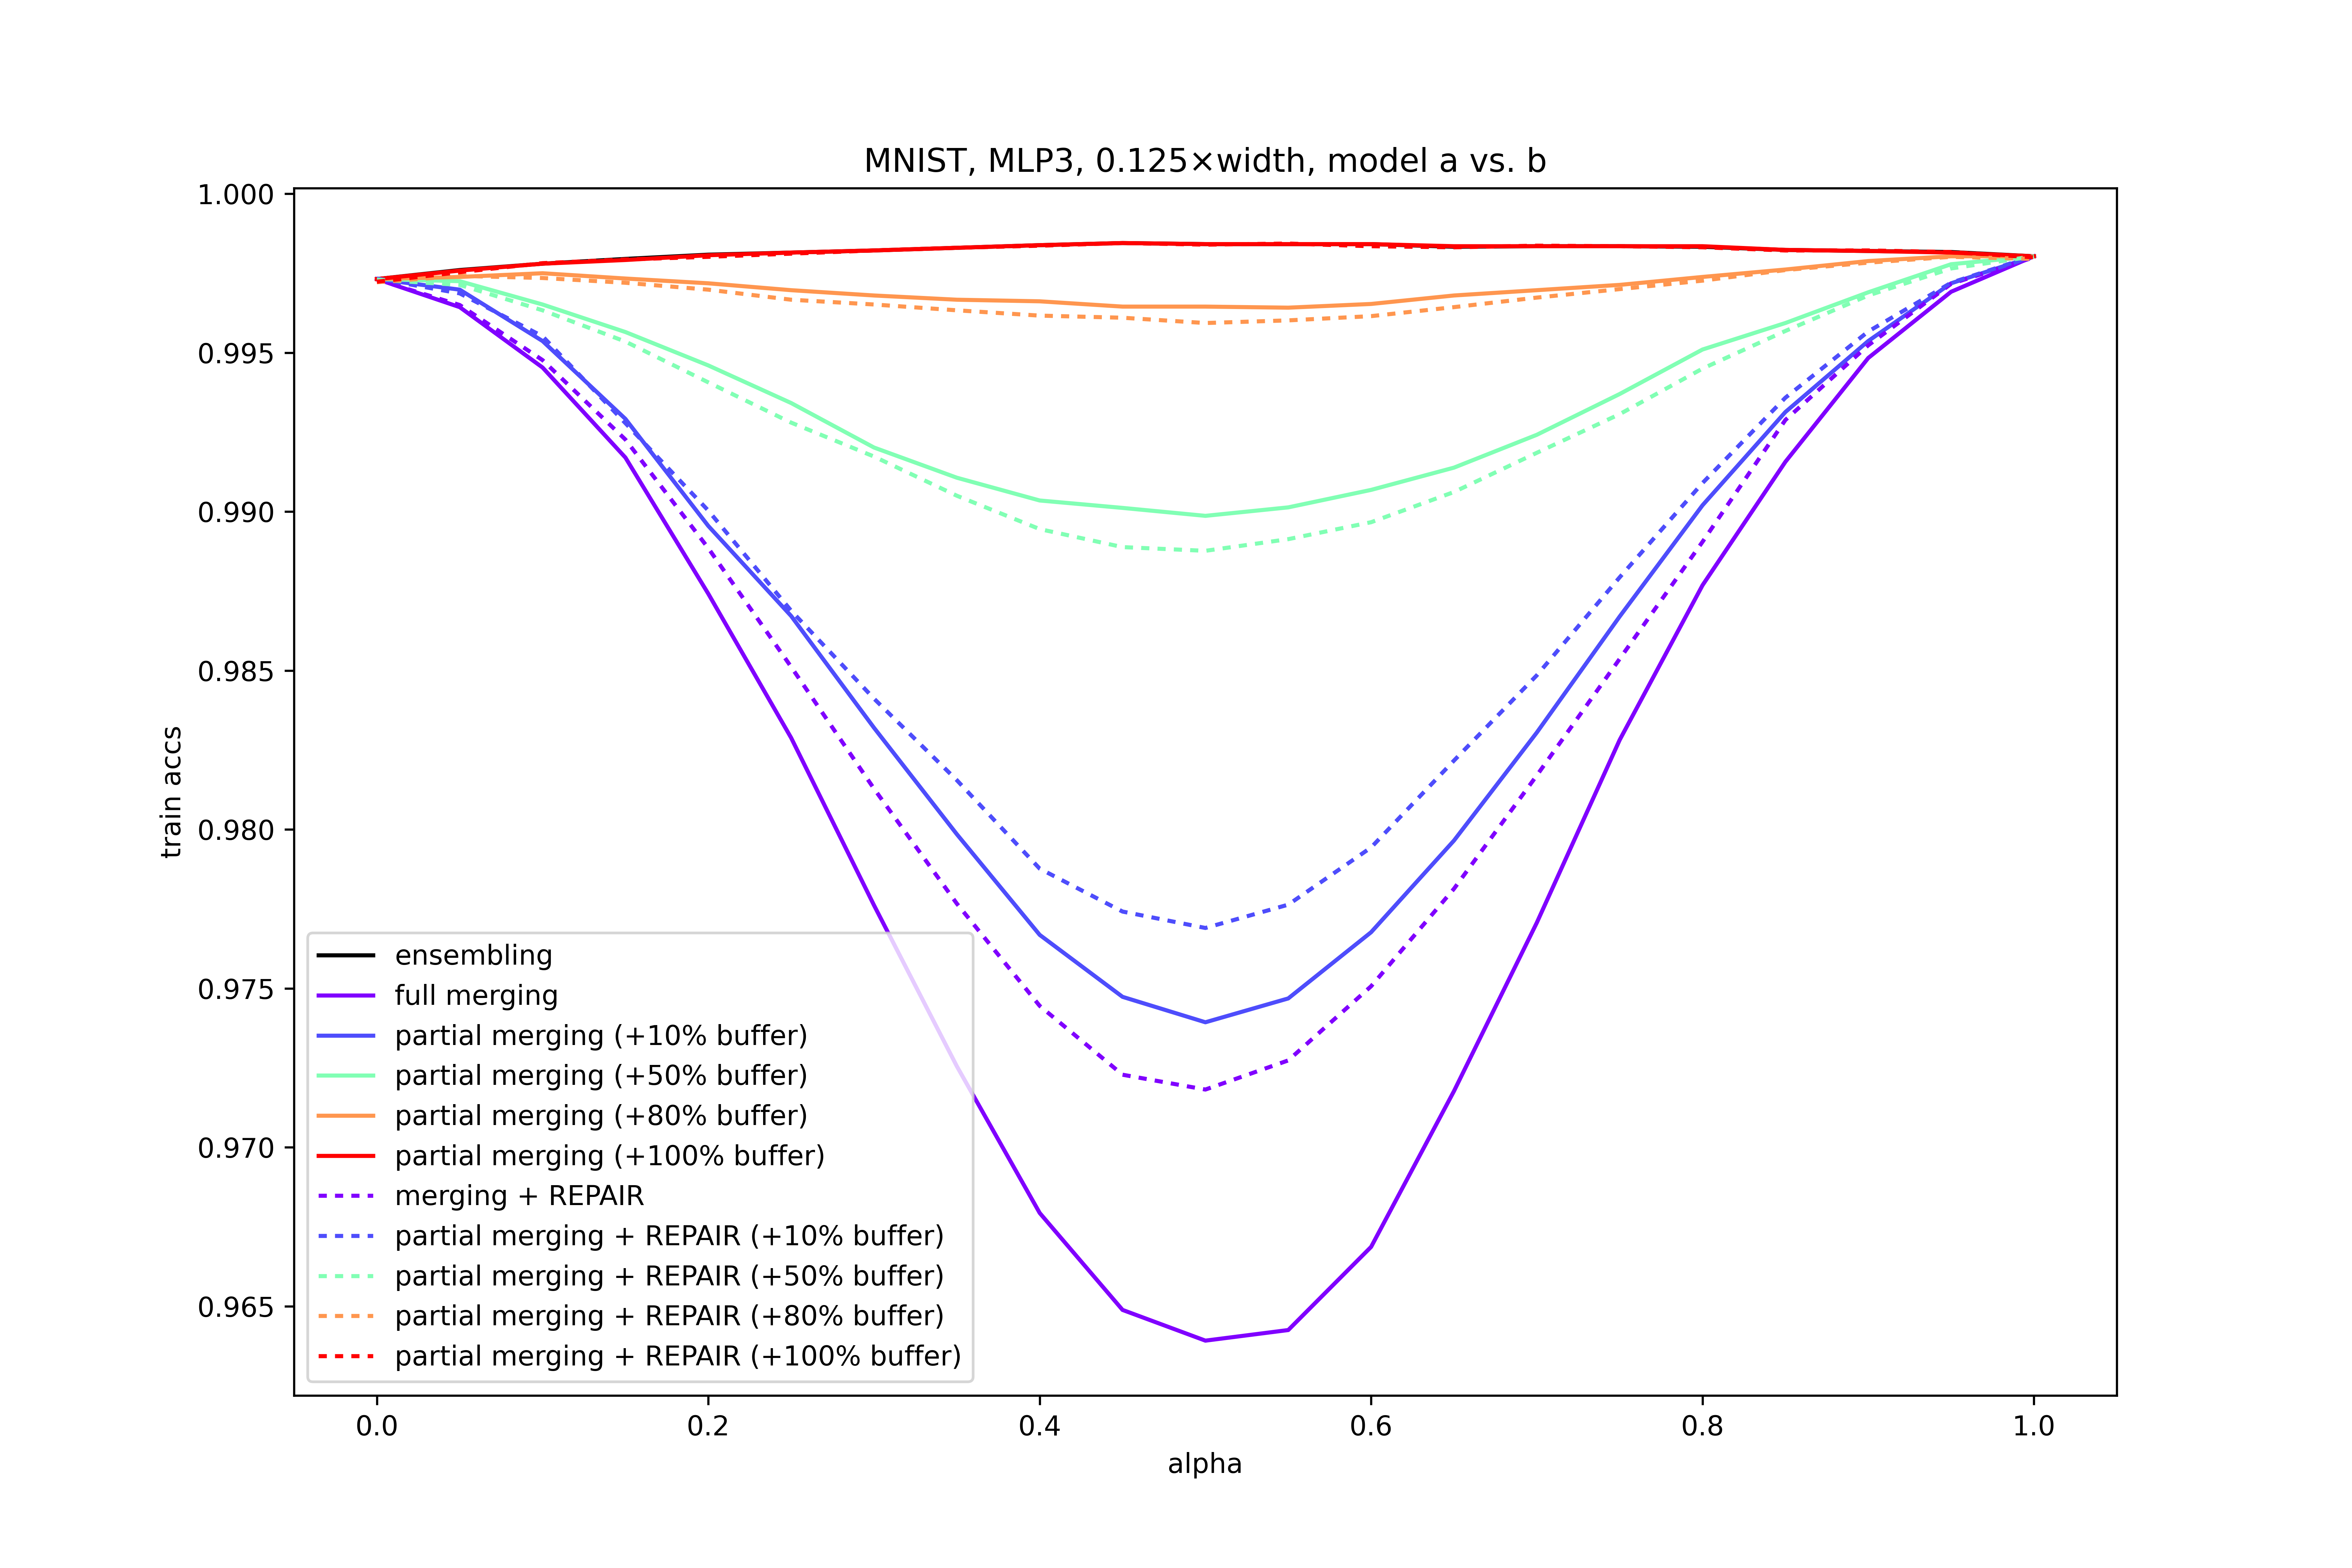 MNIST, MLP3, 0.125×width, model a vs. b
1.000
0.995
0.990
0.985
0.980
0.975
0.970
0.965
train accs
ensembling
full merging
partial merging (+10% buffer)
partial merging (+50% buffer)
partial merging (+80% buffer)
partial merging (+100% buffer)
merging + REPAIR
partial merging + REPAIR (+10% buffer)
partial merging + REPAIR (+50% buffer)
partial merging + REPAIR (+80% buffer)
partial merging + REPAIR (+100% buffer)
0.0 0.2 0.4 0.6 0.8 1.0
alpha